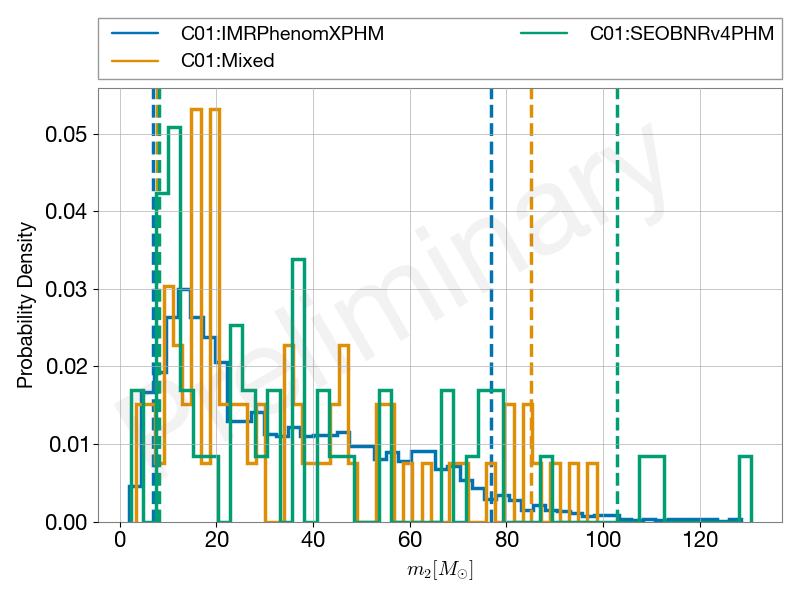 C01:IMRPhenomXPHM
C01:Mixed
C01:SEOBNRv4PHM
Preliminary
Probability Density
0.05
0.04
0.03
0.02
0.01
0.00
0 20 40 60 80 100 120
m₂[M⊙]